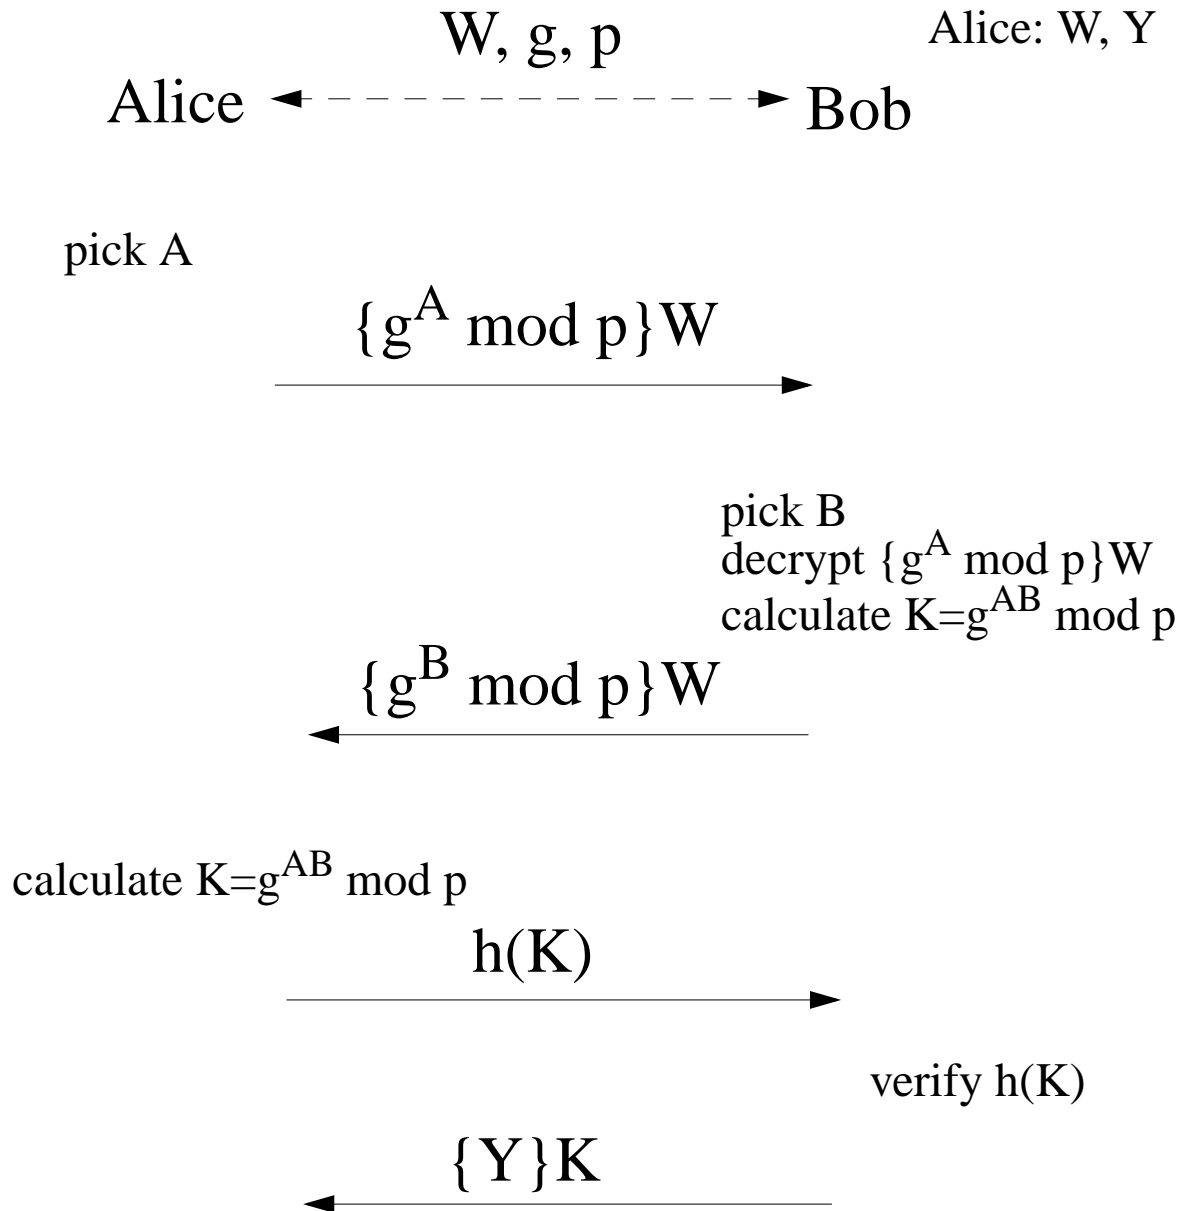 W, g, p
Alice: W, Y
Alice
Bob
pick A
{g^A mod p}W
pick B
decrypt {g^A mod p}W
calculate K=g^AB mod p
{g^B mod p}W
calculate K=g^AB mod p
h(K)
verify h(K)
{Y}K